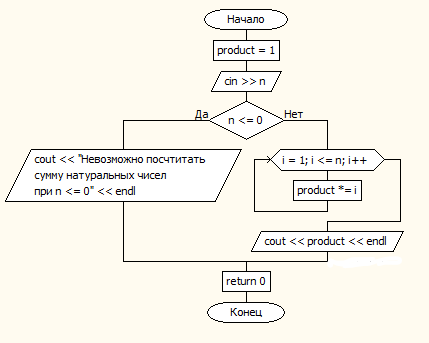 Начало
product = 1
cin >> n
n <= 0
Да
Нет
cout << "Невозможно посчтитать
сумму натуральных чисел
при n <= 0" << endl
i = 1; i <= n; i++
product *= i
cout << product << endl
return 0
Конец